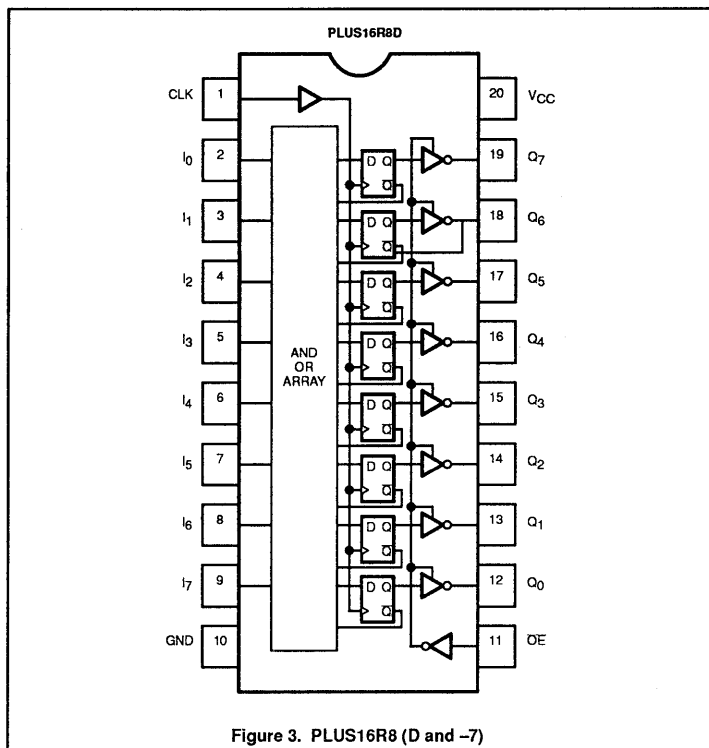 PLUS16R8D
CLK 1
20 VCC
I0 2
D Q
Q̅
19 Q7
I1 3
D Q
Q̅
18 Q6
I2 4
D Q
Q̅
17 Q5
I3 5
D Q
Q̅
16 Q4
AND
OR
ARRAY
I4 6
D Q
Q̅
15 Q3
I5 7
D Q
Q̅
14 Q2
I6 8
D Q
Q̅
13 Q1
I7 9
D Q
Q̅
12 Q0
GND 10
11 O̅E̅
Figure 3. PLUS16R8 (D and –7)